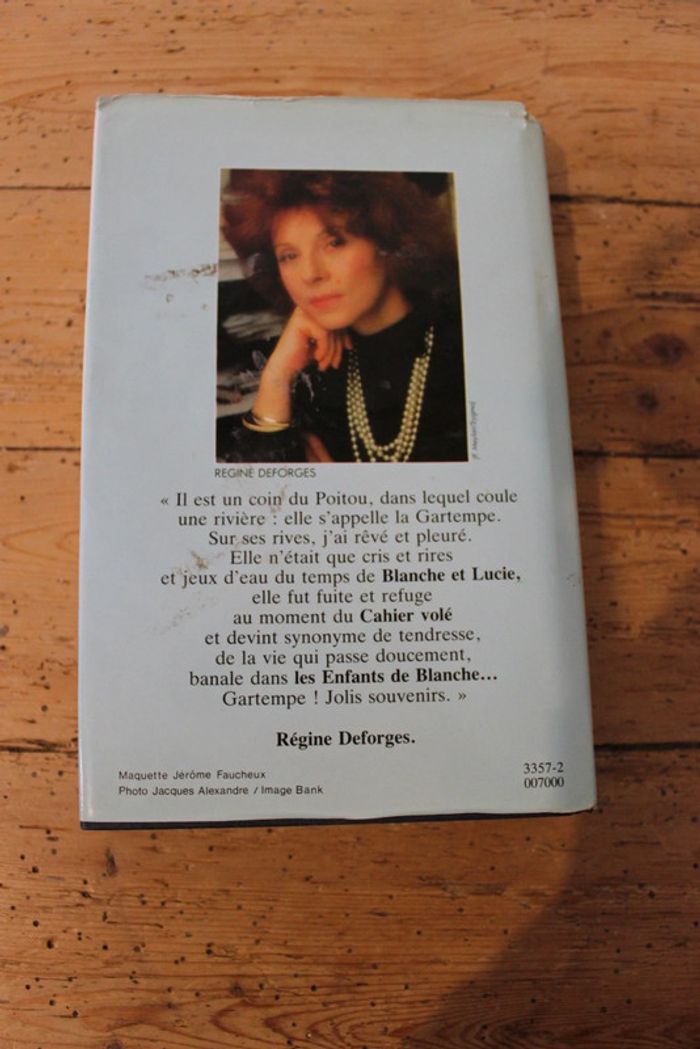 REGINE DEFORGES
« Il est un coin du Poitou, dans lequel coule
une rivière : elle s'appelle la Gartempe.
Sur ses rives, j'ai rêvé et pleuré.
Elle n'était que cris et rires
et jeux d'eau du temps de Blanche et Lucie,
elle fut fuite et refuge
au moment du Cahier volé
et devint synonyme de tendresse,
de la vie qui passe doucement,
banale dans les Enfants de Blanche...
Gartempe ! Jolis souvenirs. »
Régine Deforges.
Maquette Jérôme Faucheux
Photo Jacques Alexandre / Image Bank
3357-2
007000